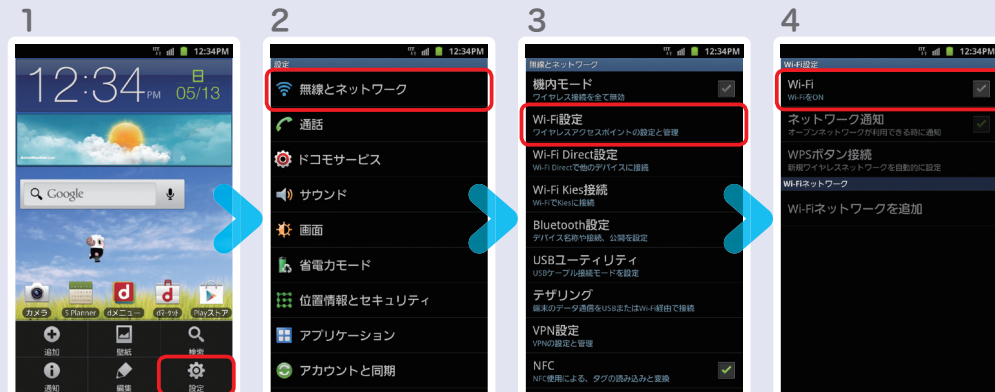 1
12:34PM
12:34PM
日
05/13
Google
カメラ
S Planner
dメニュー
dマーケット
Playストア
追加
壁紙
検索
通知
編集
設定
2
12:34PM
設定
無線とネットワーク
通話
ドコモサービス
サウンド
画面
省電力モード
位置情報とセキュリティ
アプリケーション
アカウントと同期
3
12:34PM
無線とネットワーク
機内モード
ワイヤレス接続を全て無効
Wi-Fi設定
ワイヤレスアクセスポイントの設定と管理
Wi-Fi Direct設定
Wi-Fi Directで他のデバイスに接続
Wi-Fi Kies接続
Wi-FiでKiesに接続
Bluetooth設定
デバイス名称や接続、公開を設定
USBユーティリティ
USBケーブル接続モードを設定
テザリング
端末のデータ通信をUSBまたはWi-Fi経由で接続
VPN設定
VPNの設定と管理
NFC
NFC使用による、タグの読み込みと変換
4
12:34PM
Wi-Fi設定
Wi-Fi
Wi-FiをON
ネットワーク通知
オープンネットワークが利用できる時に通知
WPSボタン接続
新規ワイヤレスネットワークを自動的に設定
Wi-Fiネットワーク
Wi-Fiネットワークを追加